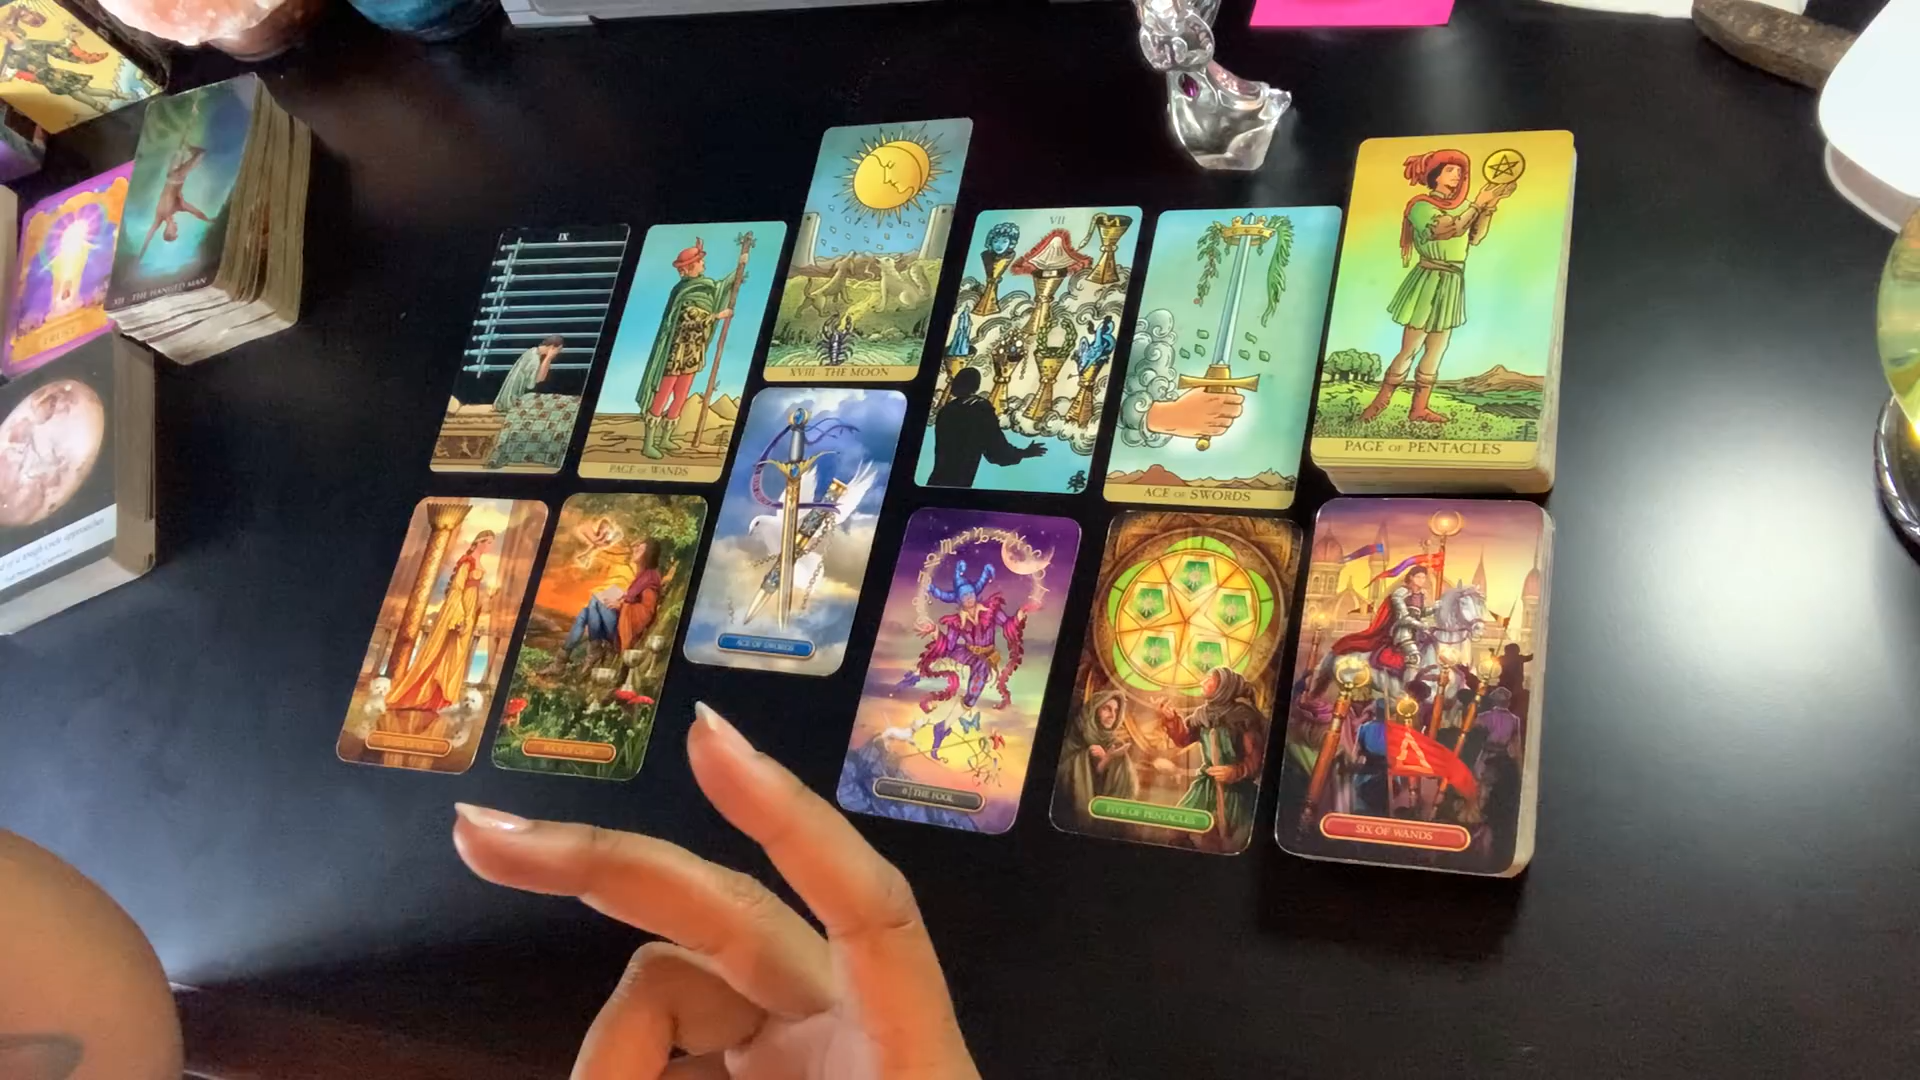 XII · THE HANGED MAN
TRUST
IX
PAGE OF WANDS
XVIII · THE MOON
VII
ACE OF SWORDS
PAGE OF PENTACLES
ACE OF SWORDS
0 | THE FOOL
FIVE OF PENTACLES
SIX OF WANDS